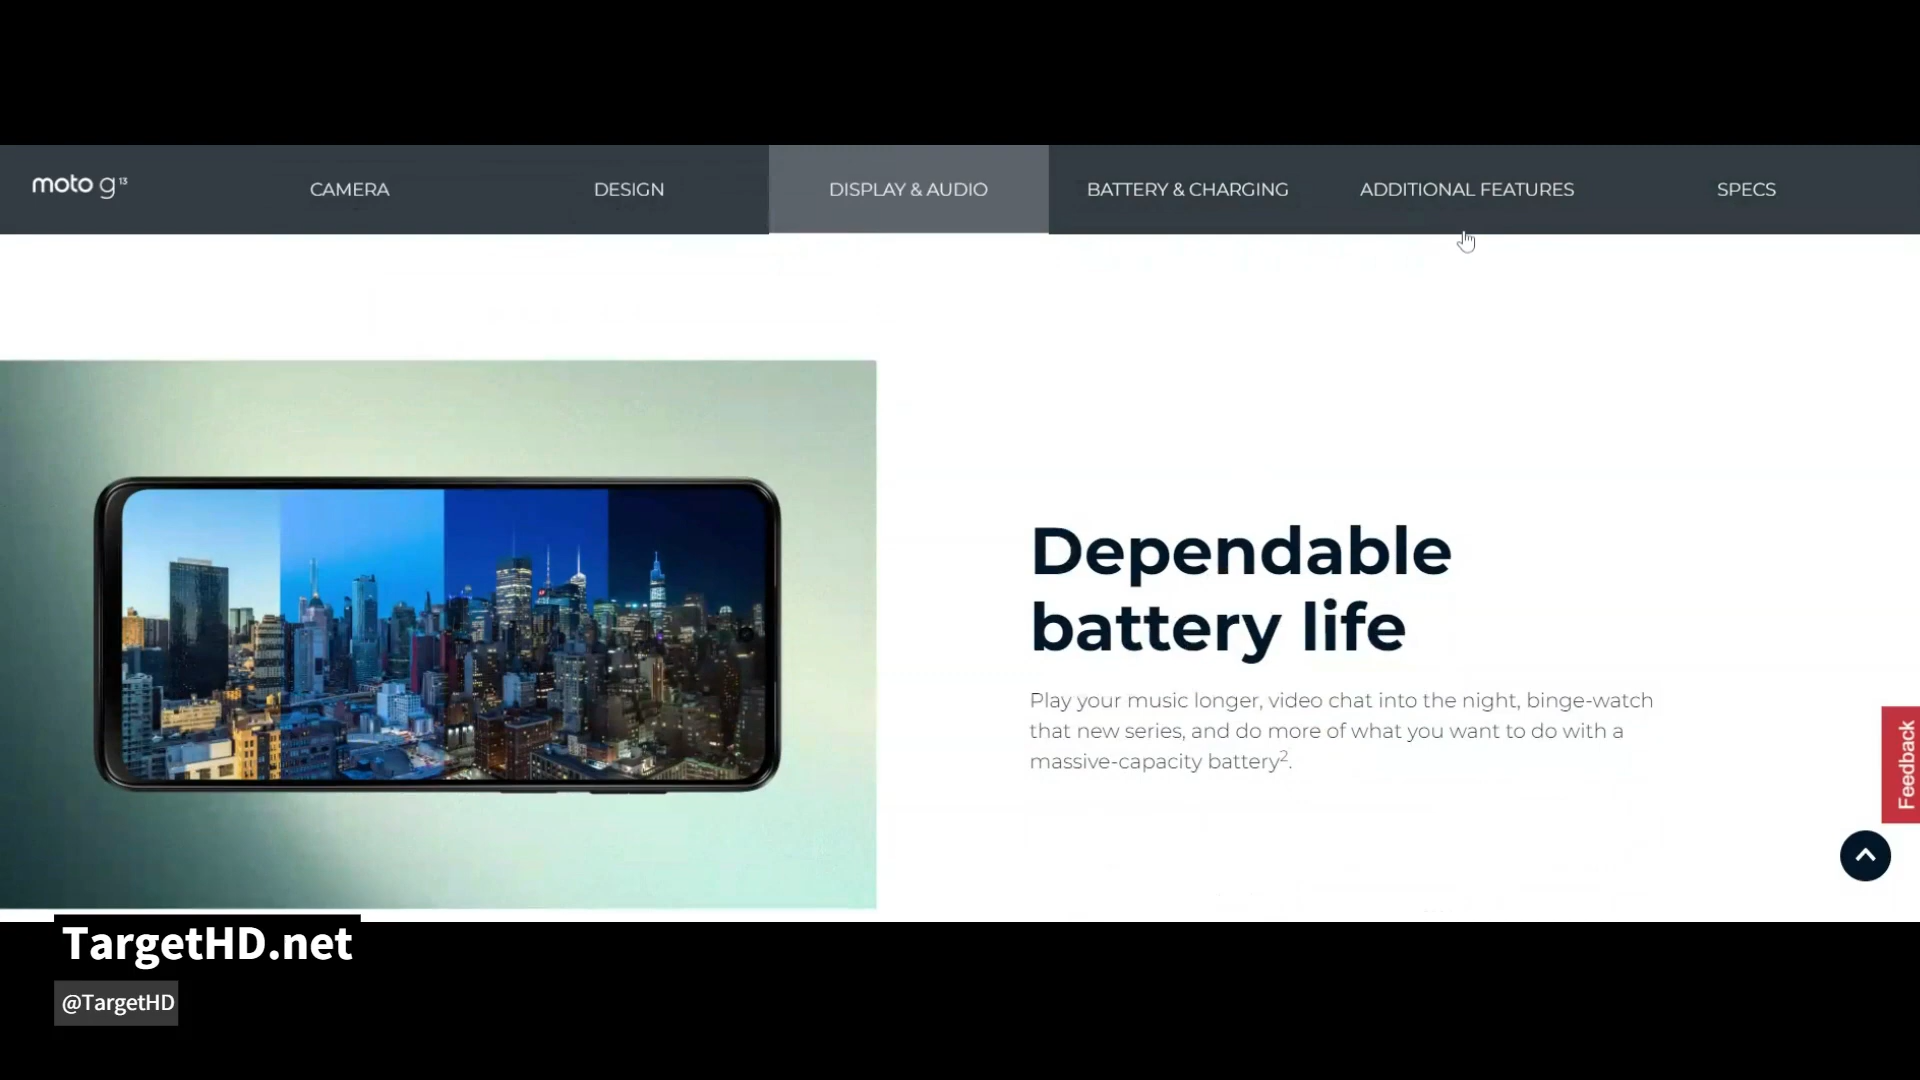 moto g¹³
CAMERA
DESIGN
DISPLAY & AUDIO
BATTERY & CHARGING
ADDITIONAL FEATURES
SPECS
Dependable
battery life
Play your music longer, video chat into the night, binge-watch
that new series, and do more of what you want to do with a
massive-capacity battery².
Feedback
TargetHD.net
@TargetHD